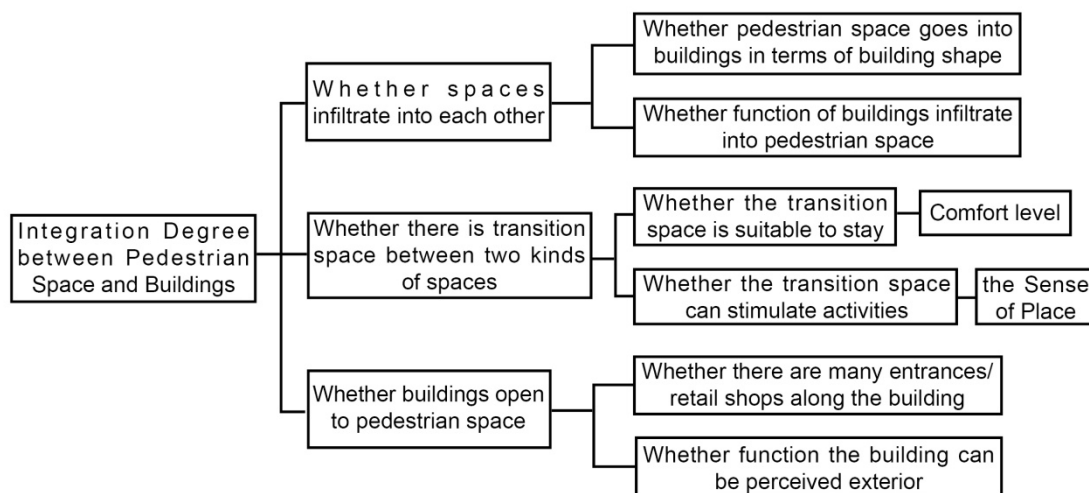 Integration Degree
between Pedestrian
Space and Buildings
Whether spaces
infiltrate into each other
Whether pedestrian space goes into
buildings in terms of building shape
Whether function of buildings infiltrate
into pedestrian space
Whether there is transition
space between two kinds
of spaces
Whether the transition
space is suitable to stay
Comfort level
Whether the transition space
can stimulate activities
the Sense
of Place
Whether buildings open
to pedestrian space
Whether there are many entrances/
retail shops along the building
Whether function the building can
be perceived exterior